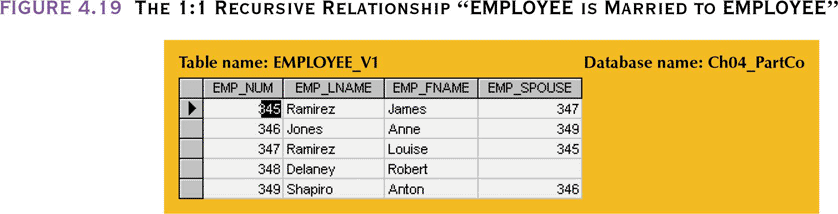 FIGURE 4.19 THE 1:1 RECURSIVE RELATIONSHIP “EMPLOYEE IS MARRIED TO EMPLOYEE”
Table name: EMPLOYEE_V1 Database name: Ch04_PartCo
EMP_NUM EMP_LNAME EMP_FNAME EMP_SPOUSE
345 Ramirez James 347
346 Jones Anne 349
347 Ramirez Louise 345
348 Delaney Robert
349 Shapiro Anton 346